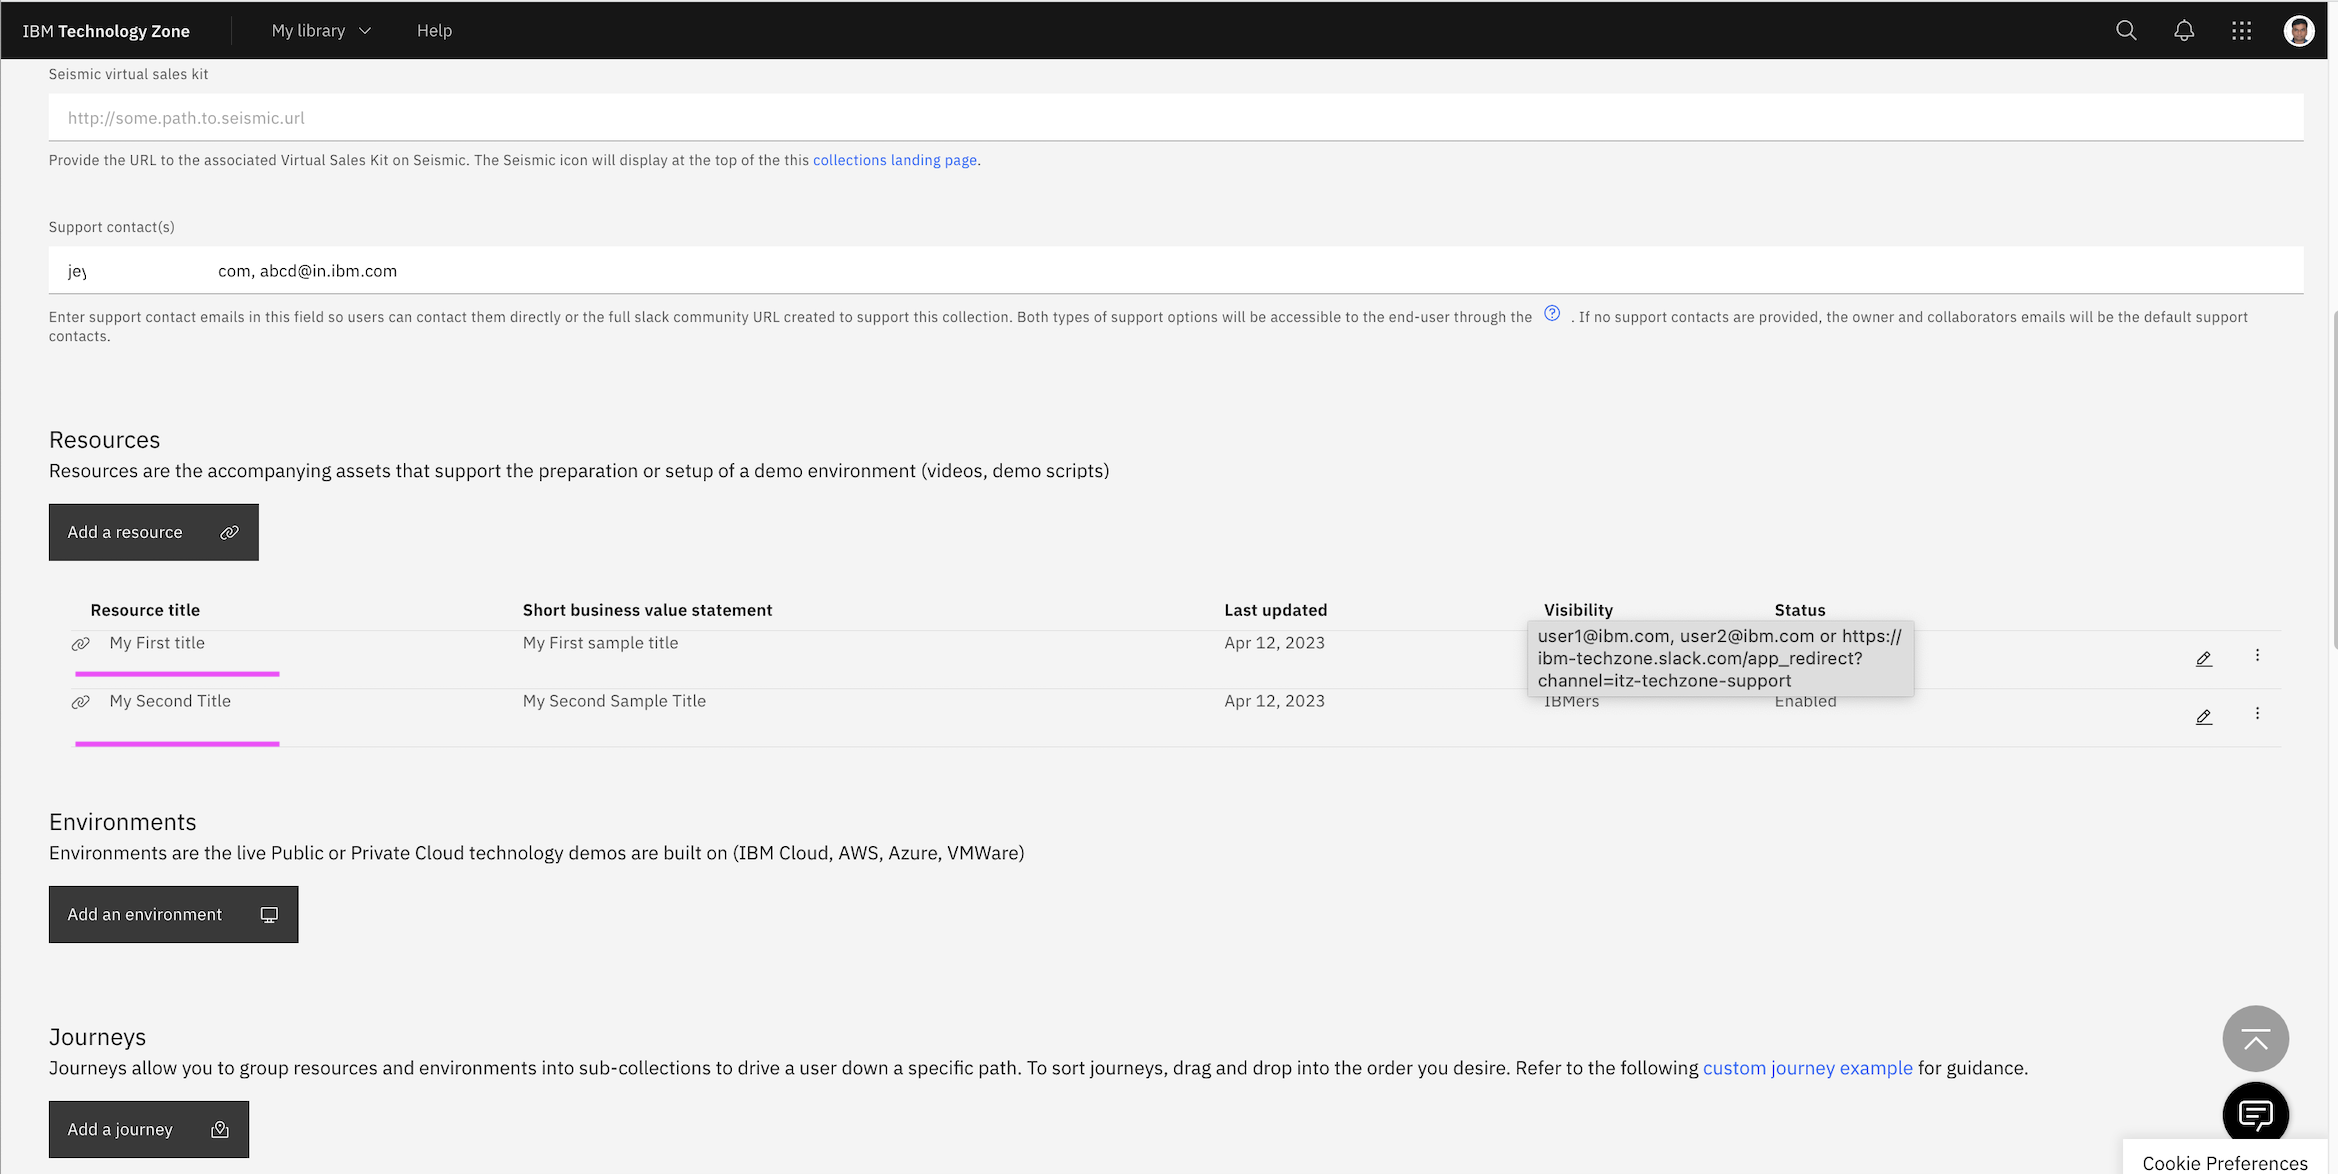 IBM Technology Zone My library Help
Seismic virtual sales kit
http://some.path.to.seismic.url
Provide the URL to the associated Virtual Sales Kit on Seismic. The Seismic icon will display at the top of the this collections landing page.
Support contact(s)
jey com, abcd@in.ibm.com
Enter support contact emails in this field so users can contact them directly or the full slack community URL created to support this collection. Both types of support options will be accessible to the end-user through the ? . If no support contacts are provided, the owner and collaborators emails will be the default support
contacts.
Resources
Resources are the accompanying assets that support the preparation or setup of a demo environment (videos, demo scripts)
Add a resource
Resource title Short business value statement Last updated Visibility Status
My First title My First sample title Apr 12, 2023
user1@ibm.com, user2@ibm.com or https://
ibm-techzone.slack.com/app_redirect?
channel=itz-techzone-support
My Second Title My Second Sample Title Apr 12, 2023 IBMers Enabled
Environments
Environments are the live Public or Private Cloud technology demos are built on (IBM Cloud, AWS, Azure, VMWare)
Add an environment
Journeys
Journeys allow you to group resources and environments into sub-collections to drive a user down a specific path. To sort journeys, drag and drop into the order you desire. Refer to the following custom journey example for guidance.
Add a journey
Cookie Preferences